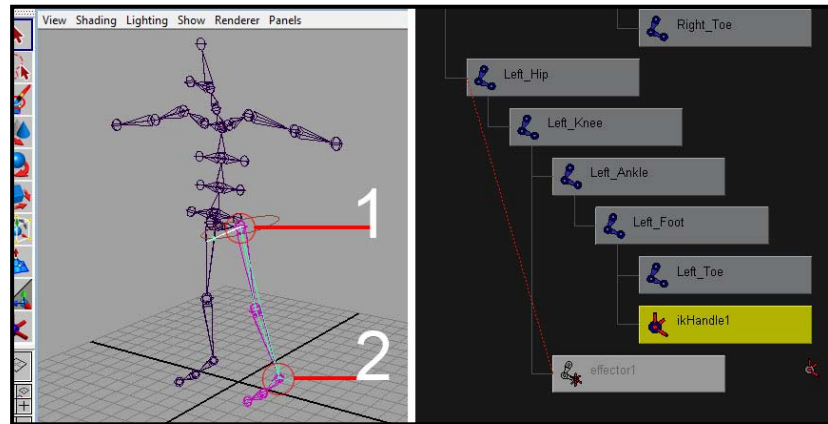 View Shading Lighting Show Renderer Panels
1
2
Right_Toe
Left_Hip
Left_Knee
Left_Ankle
Left_Foot
Left_Toe
ikHandle1
effector1